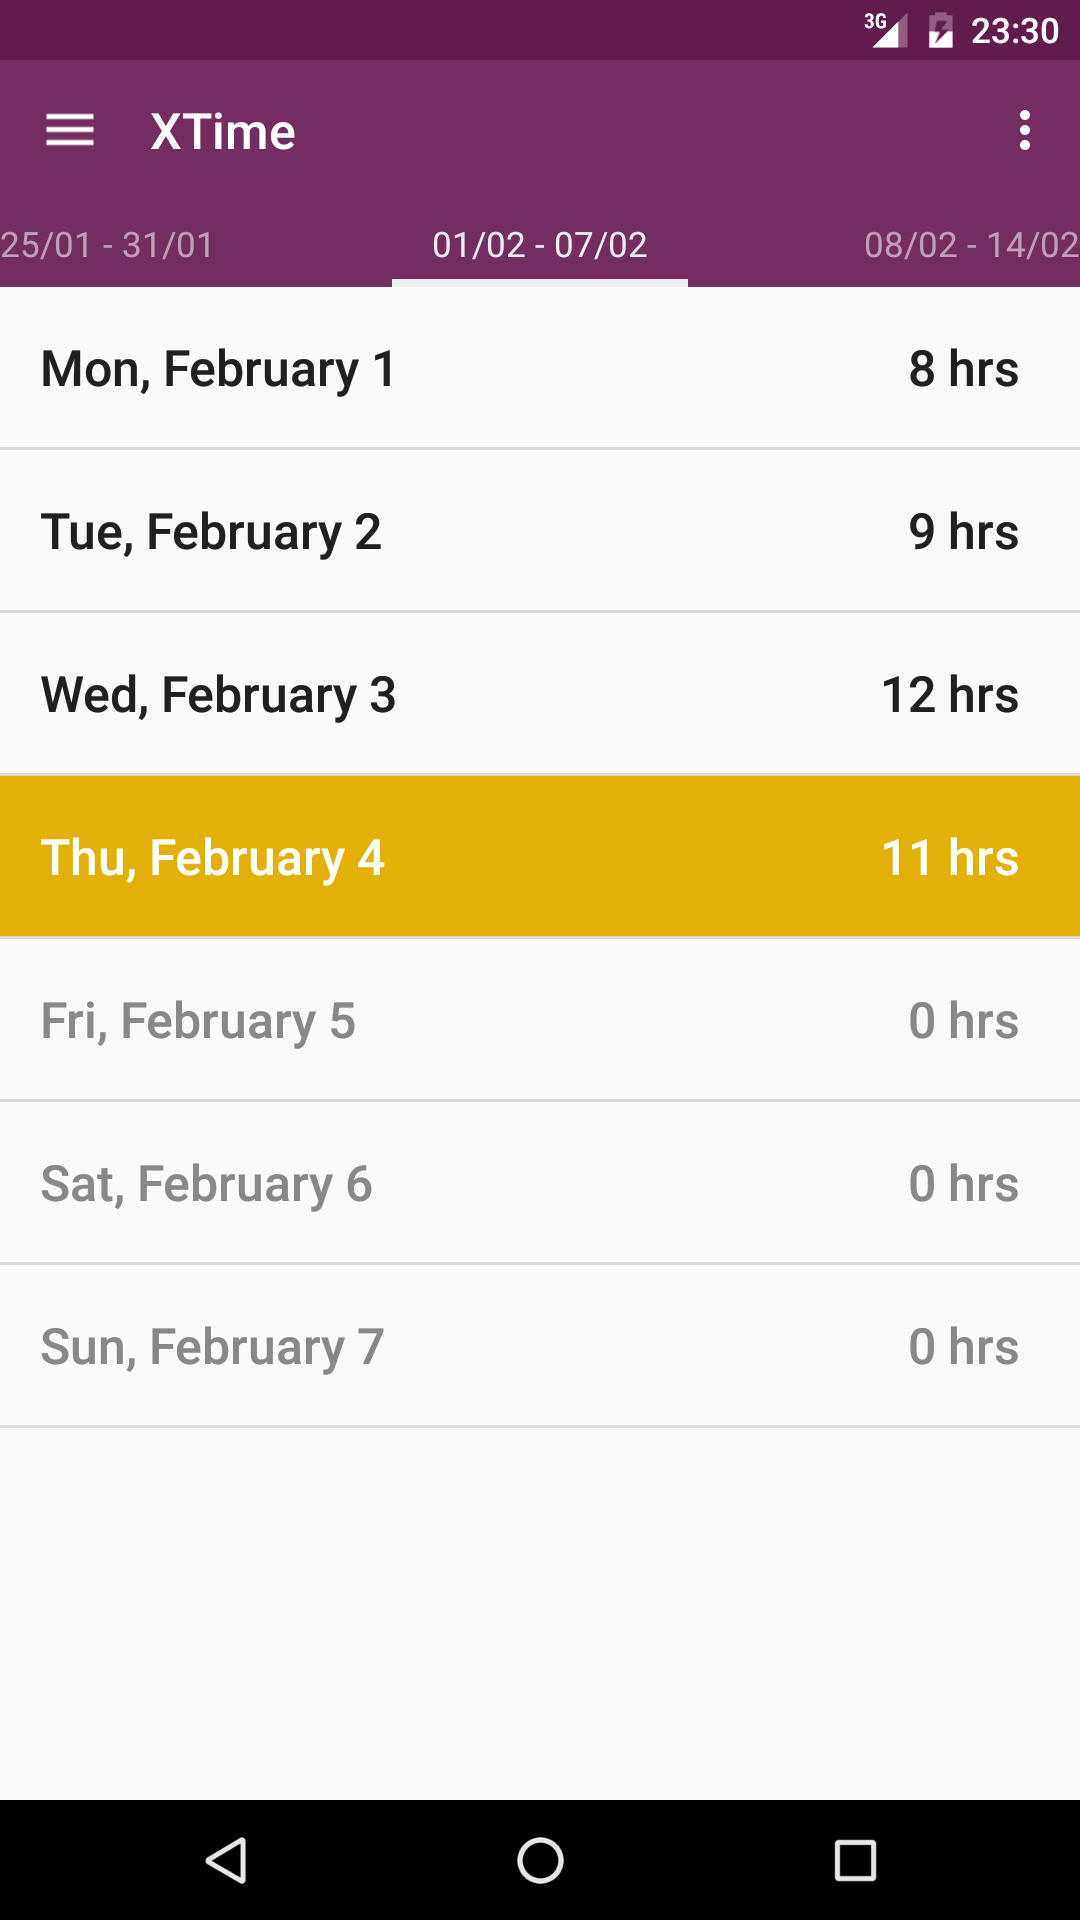 3G 23:30
XTime
25/01 - 31/01 01/02 - 07/02 08/02 - 14/02
Mon, February 1 8 hrs
Tue, February 2 9 hrs
Wed, February 3 12 hrs
Thu, February 4 11 hrs
Fri, February 5 0 hrs
Sat, February 6 0 hrs
Sun, February 7 0 hrs